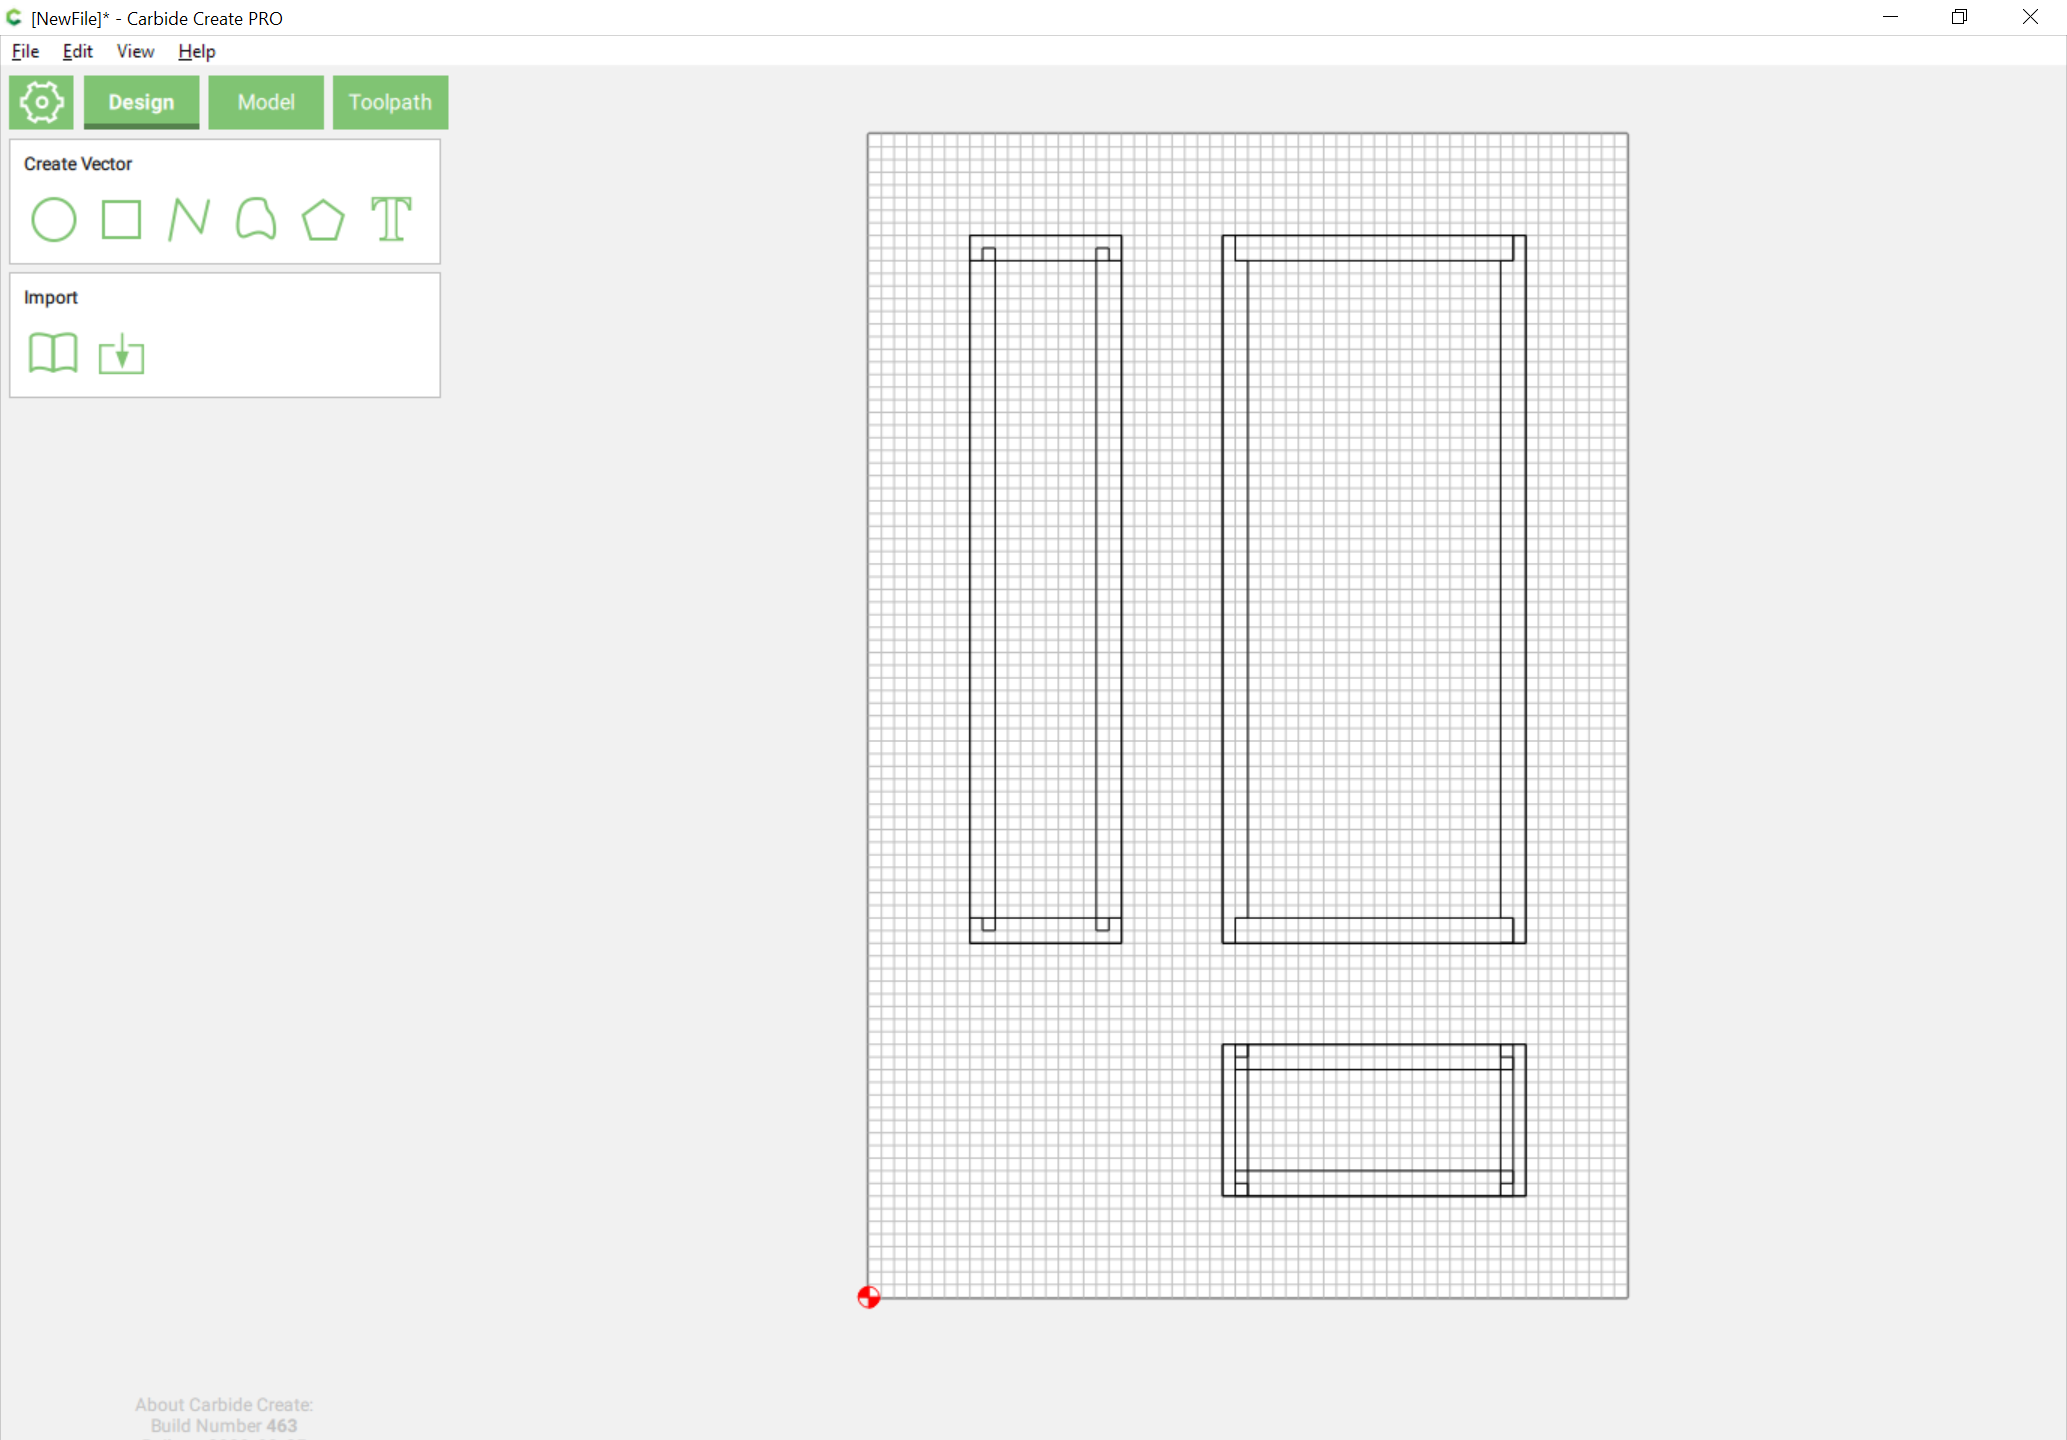 [NewFile]* - Carbide Create PRO
File Edit View Help
Design Model Toolpath
Create Vector
Import
About Carbide Create:
Build Number 463